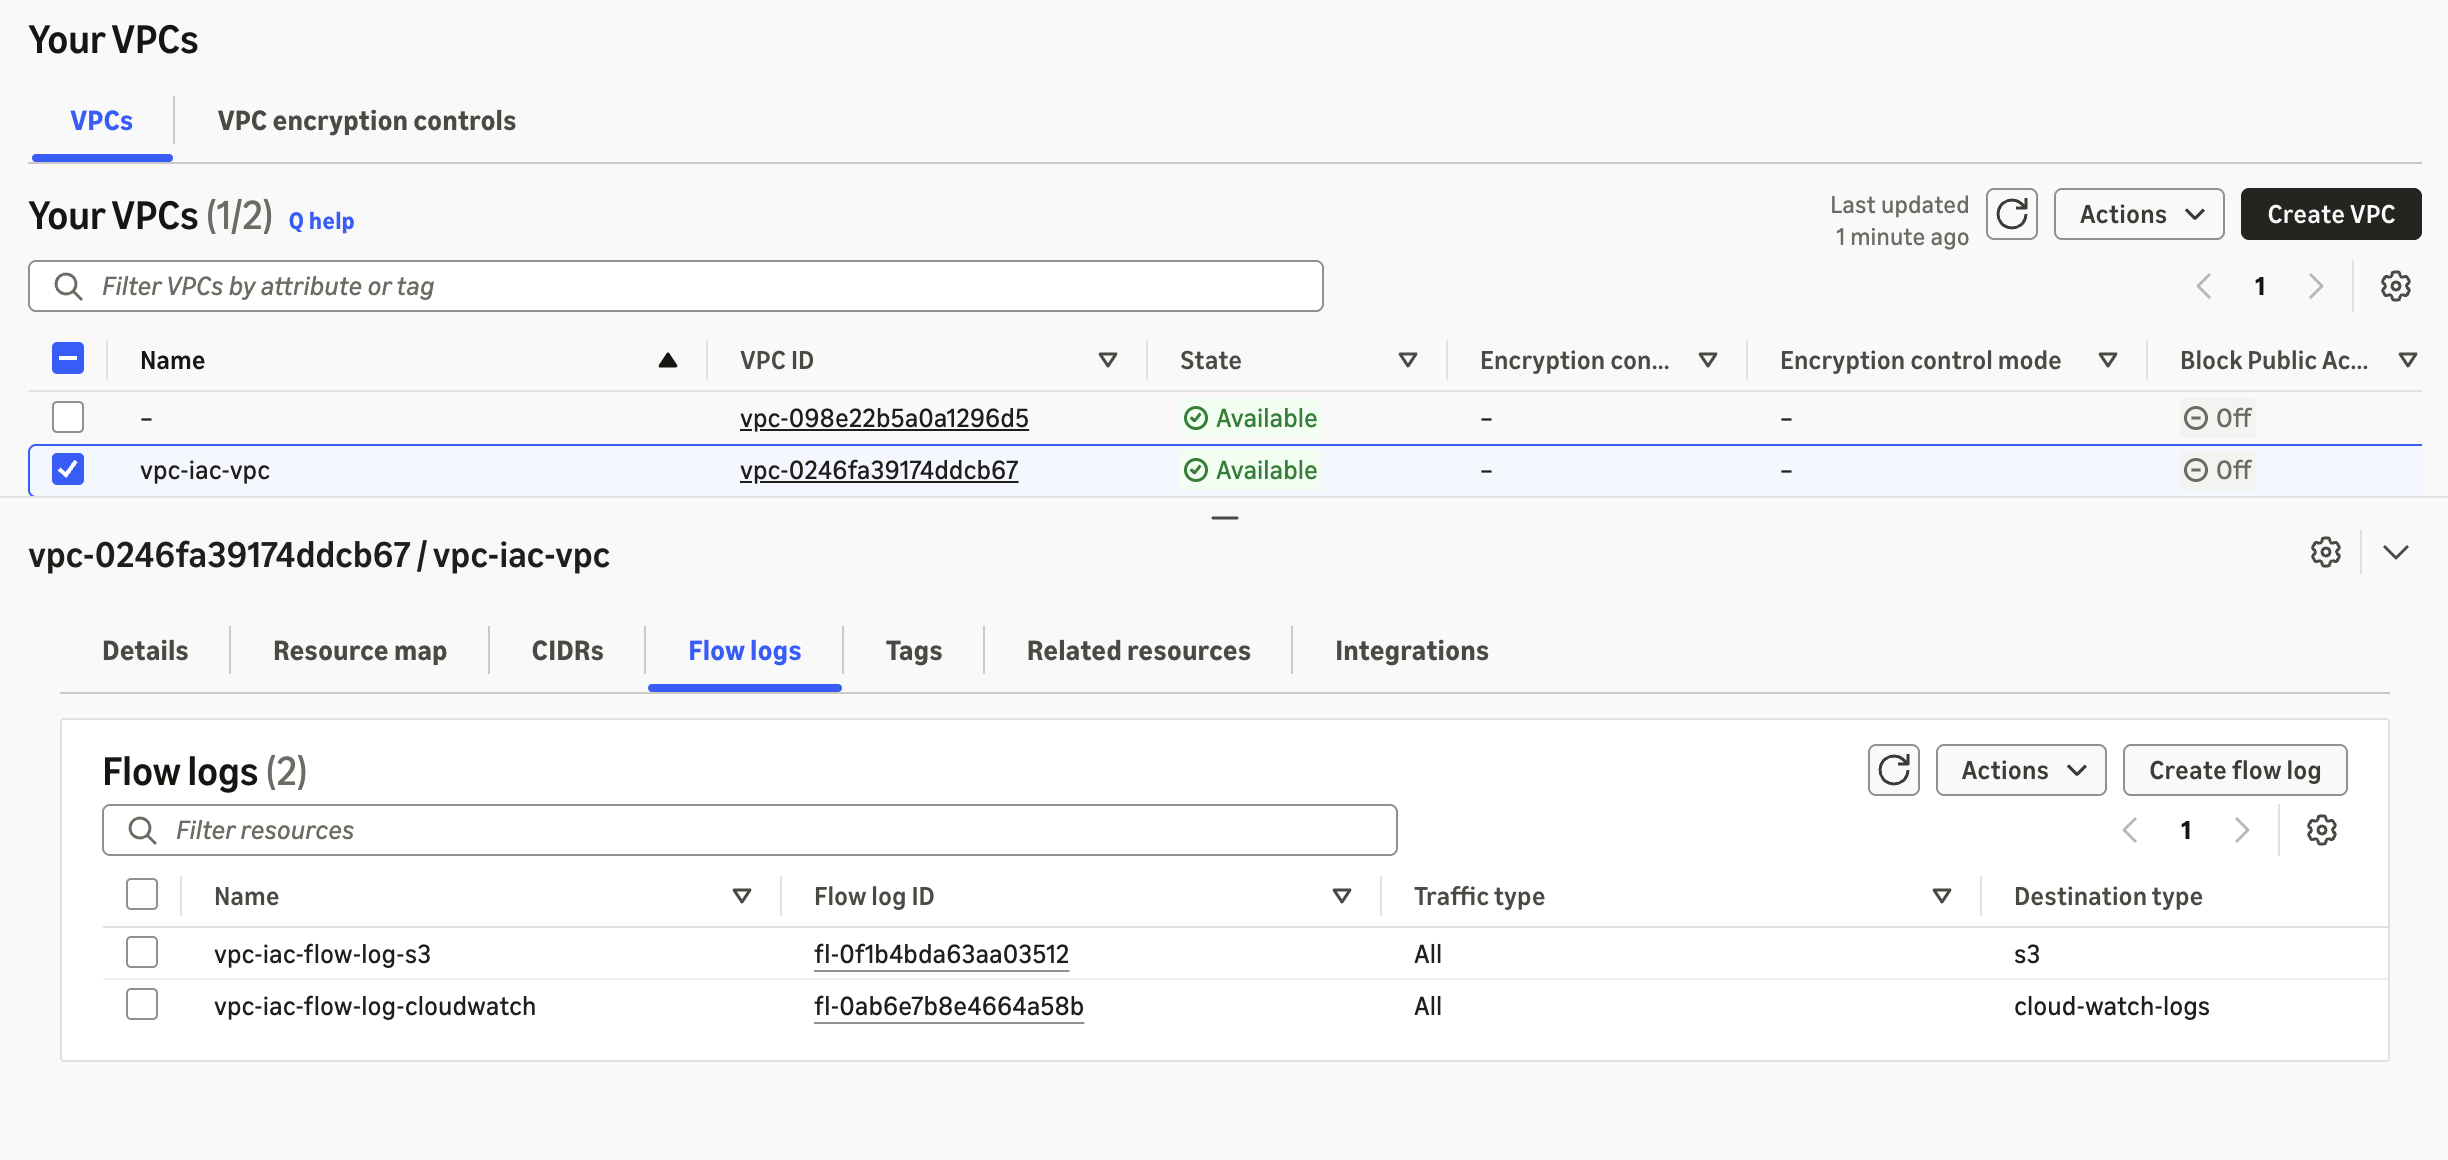 Your VPCs
VPCs
VPC encryption controls
Your VPCs (1/2) Q help
Last updated
1 minute ago
Actions
Create VPC
Filter VPCs by attribute or tag
1
Name VPC ID State Encryption con... Encryption control mode Block Public Ac...
– vpc-098e22b5a0a1296d5 Available – – Off
vpc-iac-vpc vpc-0246fa39174ddcb67 Available – – Off
vpc-0246fa39174ddcb67 / vpc-iac-vpc
Details Resource map CIDRs Flow logs Tags Related resources Integrations
Flow logs (2)
Actions
Create flow log
Filter resources
1
Name Flow log ID Traffic type Destination type
vpc-iac-flow-log-s3 fl-0f1b4bda63aa03512 All s3
vpc-iac-flow-log-cloudwatch fl-0ab6e7b8e4664a58b All cloud-watch-logs